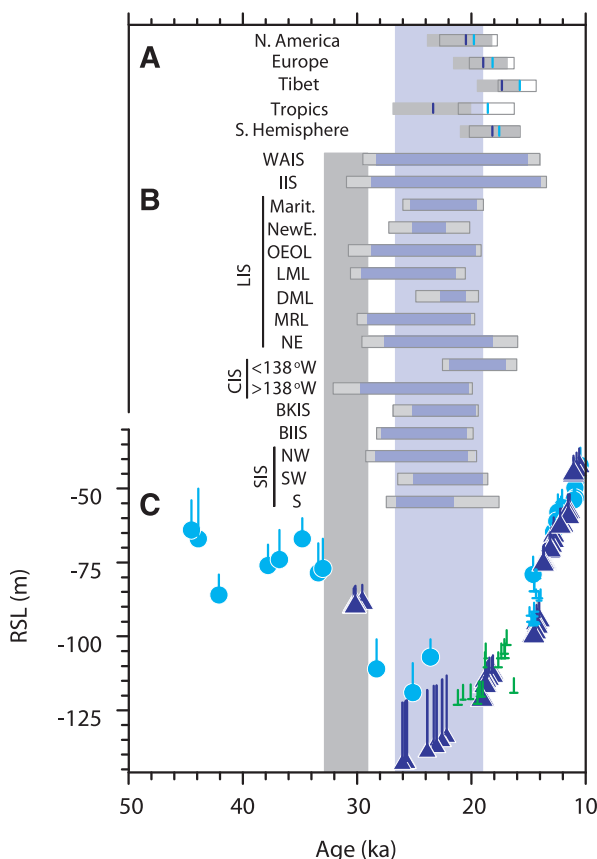 A
N. America
Europe
Tibet
Tropics
S. Hemisphere
B
WAIS
IIS
LIS
Marit.
NewE.
OEOL
LML
DML
MRL
NE
CIS
<138°W
>138°W
BKIS
BIIS
SIS
NW
SW
S
C
RSL (m)
-50
-75
-100
-125
50
40
30
20
10
Age (ka)